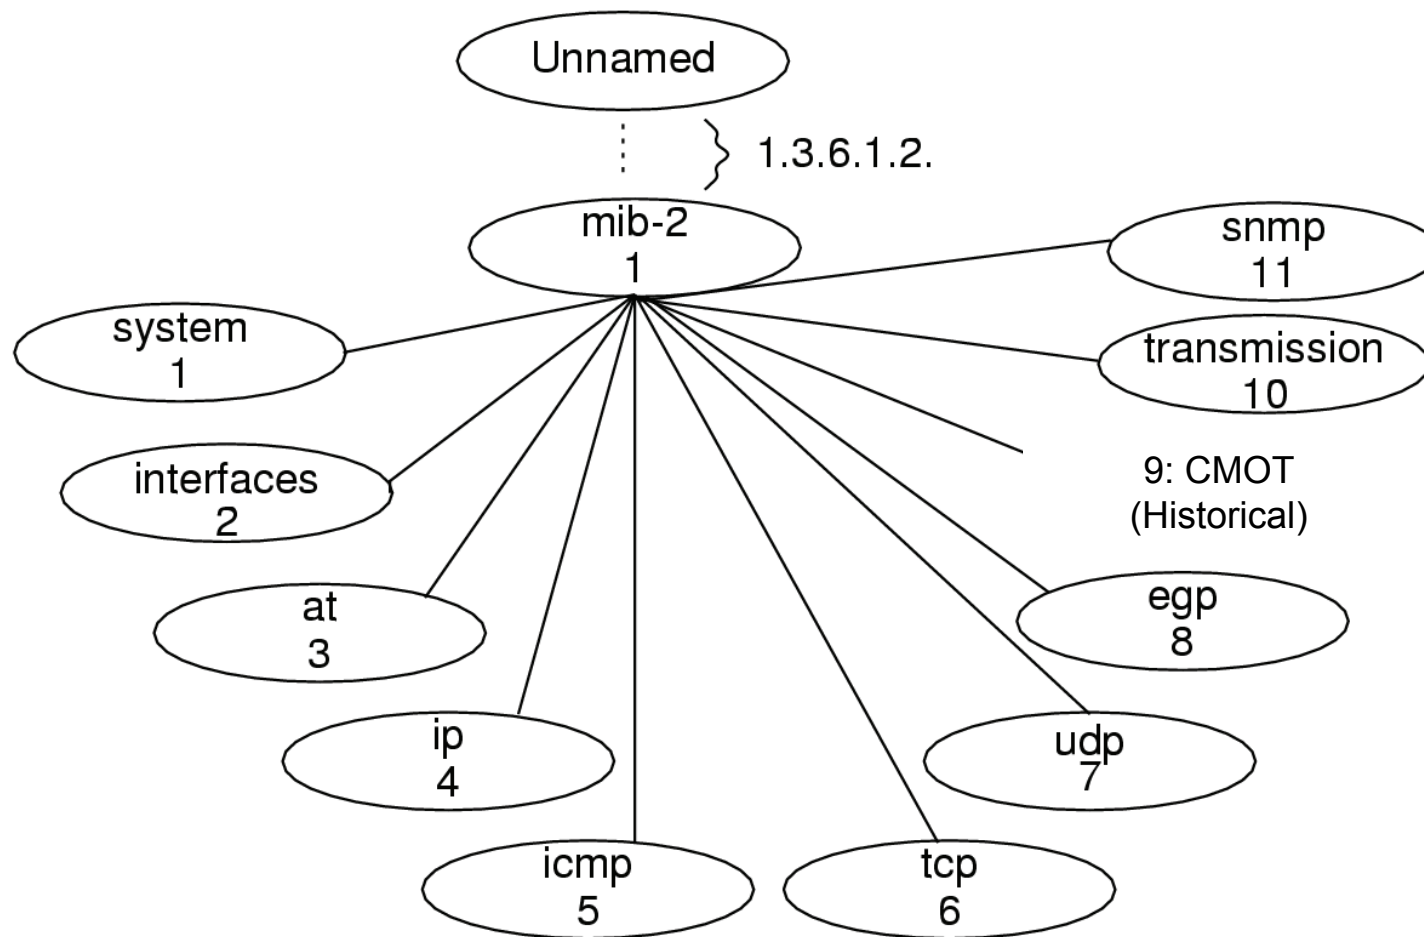 Unnamed
1.3.6.1.2.
mib-2
1
snmp
11
system
1
transmission
10
interfaces
2
9: CMOT
(Historical)
at
3
egp
8
ip
4
udp
7
icmp
5
tcp
6